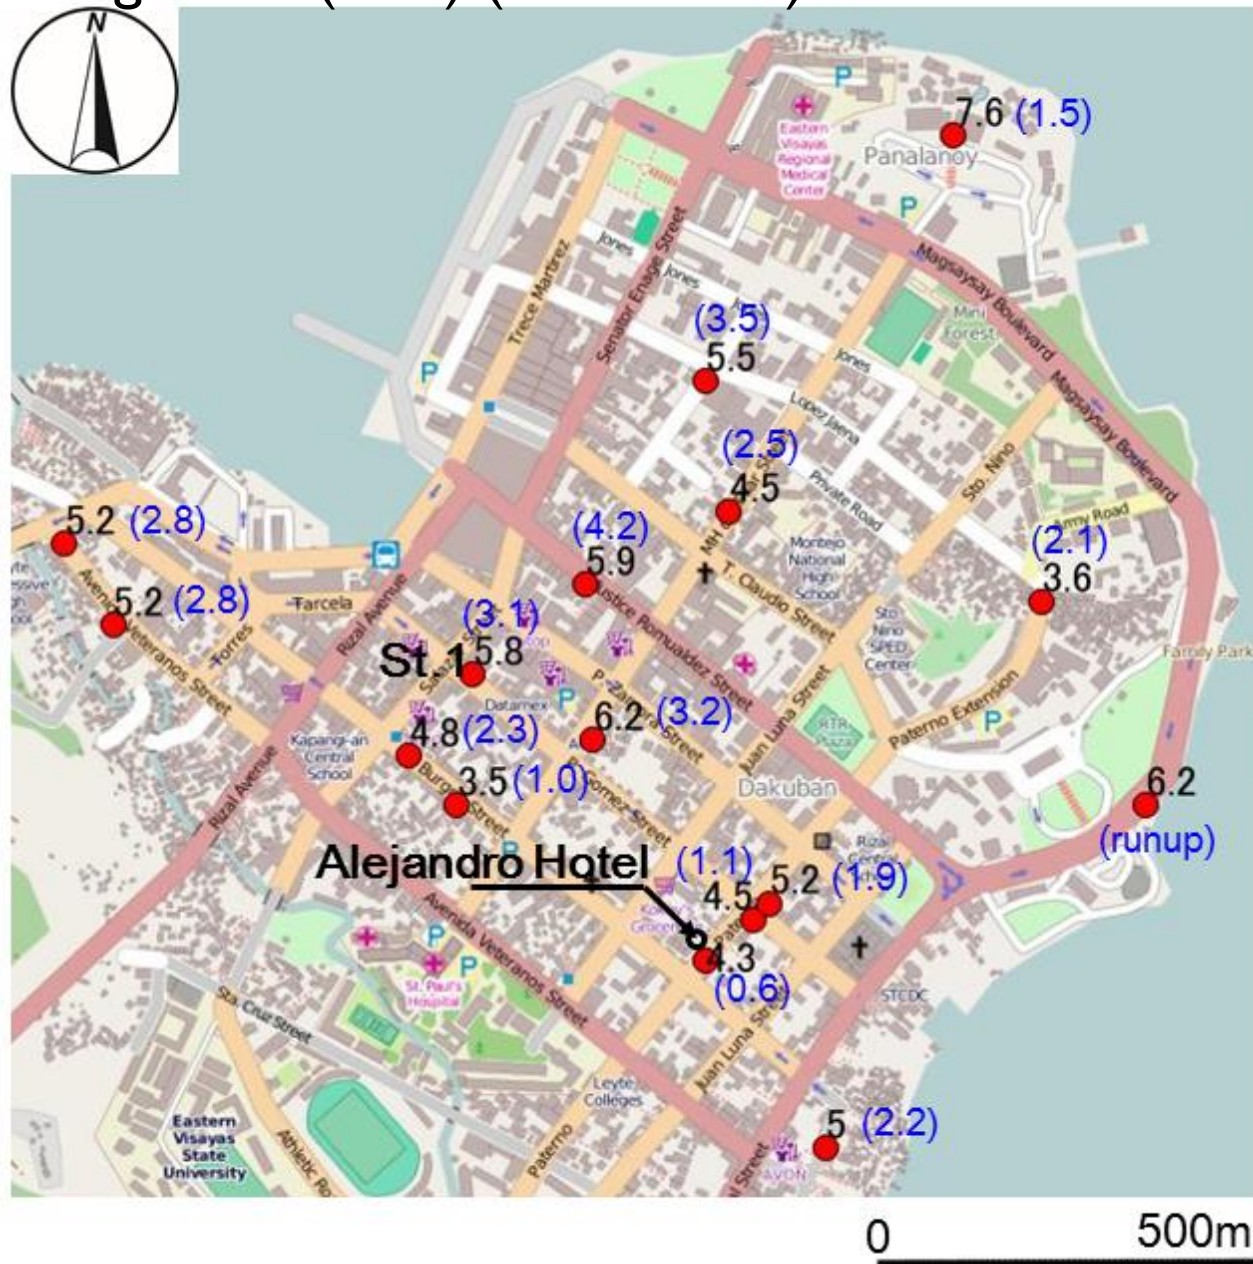 N
7.6 (1.5)
Eastern
Visayas
Regional
Medical
Center
Panalanoy
P
P
Jones
Jones
Trece Martirez
Senator Enage Street
Magsaysay Boulevard
Mini
Forest
(3.5)
5.5
Jones
P
Lopez Jaena
Magsaysay Boulevard
(2.5)
4.5
Private Road
Sto. Nino
5.2 (2.8)
(4.2)
5.9
Army Road
(2.1)
3.6
Montejo
National
High
School
T. Claudio Street
5.2 (2.8)
Avenida Veteranos Street
Tarcela
Torres
Rizal Avenue
(3.1)
St.1
5.8
Justice Romualdez Street
Sto.
Nino
SPED
Center
Family Park
Datamex
P
P. Zamora Street
6.2 (3.2)
Juan Luna Street
RTR
Plaza
Paterno Extension
P
4.8 (2.3)
Kapangi-an
Central
School
Rizal Avenue
Burgos Street
3.5 (1.0)
Gomez Street
Dakuban
6.2
(runup)
Alejandro Hotel
(1.1)
4.5
5.2 (1.9)
4.3
(0.6)
Avenida Veteranos Street
P
P
St. Paul's
Hospital
STCDC
Sta. Cruz Street
Juan Luna Street
Leyte
Colleges
Eastern
Visayas
State
University
Paterno
5 (2.2)
AVON
0 500m